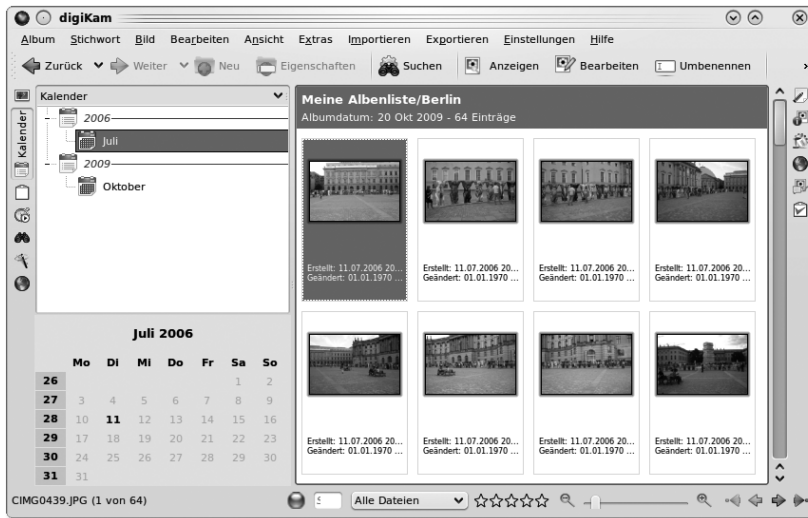 digiKam
Album Stichwort Bild Bearbeiten Ansicht Extras Importieren Exportieren Einstellungen Hilfe
Zurück Weiter Neu Eigenschaften Suchen Anzeigen Bearbeiten Umbenennen
Kalender
Kalender
2006
Juli
2009
Oktober
Meine Albenliste/Berlin
Albumdatum: 20 Okt 2009 - 64 Einträge
Erstellt: 11.07.2006 20... Erstellt: 11.07.2006 20... Erstellt: 11.07.2006 20... Erstellt: 11.07.2006 20...
Geändert: 01.01.1970 ... Geändert: 01.01.1970 ... Geändert: 01.01.1970 ... Geändert: 01.01.1970 ...
Erstellt: 11.07.2006 20... Erstellt: 11.07.2006 20... Erstellt: 11.07.2006 20... Erstellt: 11.07.2006 20...
Geändert: 01.01.1970 ... Geändert: 01.01.1970 ... Geändert: 01.01.1970 ... Geändert: 01.01.1970 ...
Juli 2006
Mo Di Mi Do Fr Sa So
26 1 2
27 3 4 5 6 7 8 9
28 10 11 12 13 14 15 16
29 17 18 19 20 21 22 23
30 24 25 26 27 28 29 30
31 31
CIMG0439.JPG (1 von 64)
Alle Dateien